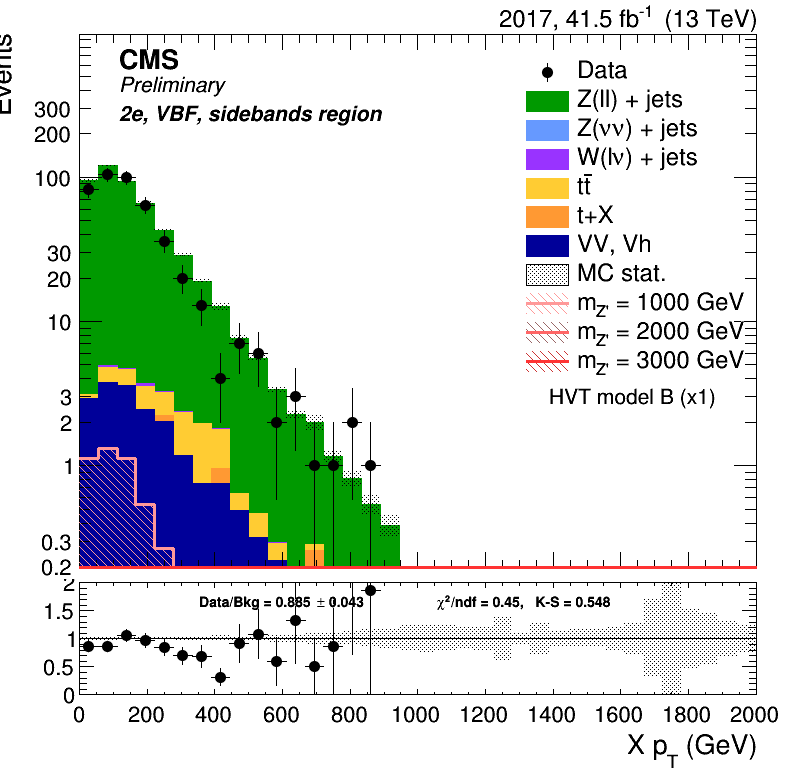 2017, 41.5 fb⁻¹ (13 TeV)
Events
CMS
Preliminary
2e, VBF, sidebands region
Data
Z(ll) + jets
Z(νν) + jets
W(lν) + jets
tt̄
t+X
VV, Vh
MC stat.
m_Z' = 1000 GeV
m_Z' = 2000 GeV
m_Z' = 3000 GeV
HVT model B (x1)
300
200
100
30
20
10
3
2
1
0.3
0.2
Data/Bkg = 0.885 ± 0.043
χ²/ndf = 0.45, K-S = 0.548
2
1.5
1
0.5
0
0 200 400 600 800 1000 1200 1400 1600 1800 2000
X p_T (GeV)